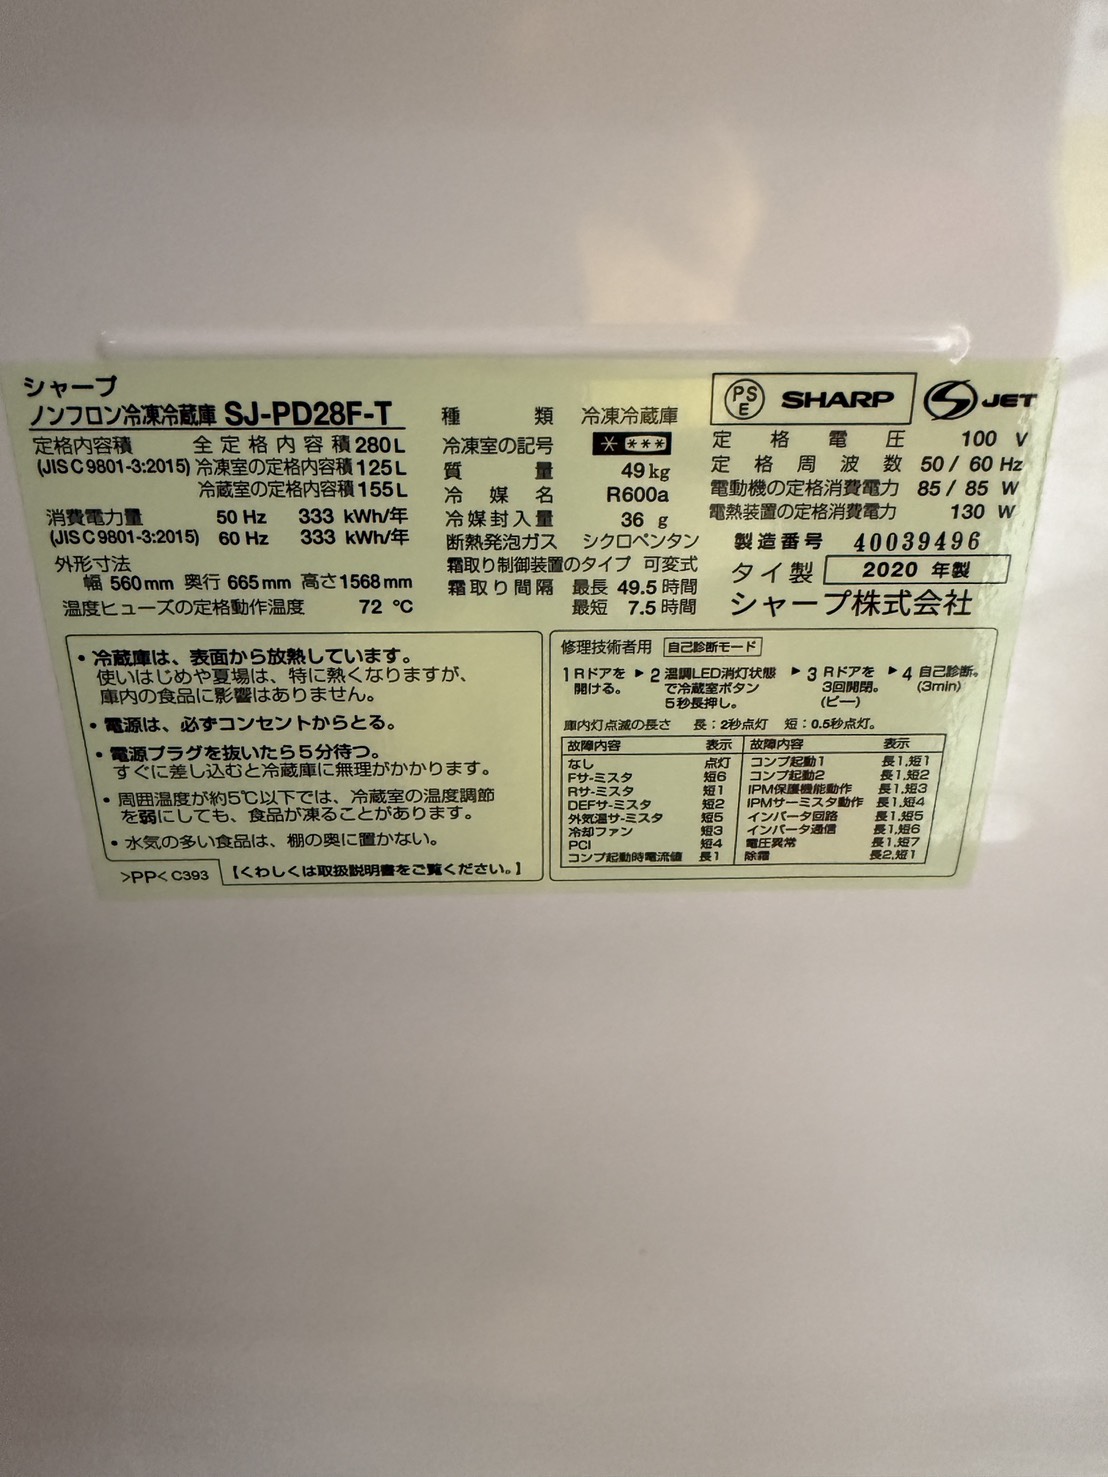 シャープ
ノンフロン冷凍冷蔵庫 SJ-PD28F-T
定格内容積 全定格内容積 280L
(JIS C 9801-3:2015) 冷凍室の定格内容積 125L
冷蔵室の定格内容積 155L
消費電力量 50 Hz 333 kWh/年
(JIS C 9801-3:2015) 60 Hz 333 kWh/年
外形寸法
幅 560mm 奥行 665mm 高さ 1568mm
温度ヒューズの定格動作温度 72 ℃
種類 冷凍冷蔵庫
冷凍室の記号 * ***
質量 49kg
冷媒名 R600a
冷媒封入量 36 g
断熱発泡ガス シクロペンタン
霜取り制御装置のタイプ 可変式
霜取り間隔 最長 49.5 時間
最短 7.5 時間
PSE SHARP S JET
定格電圧 100 V
定格周波数 50 / 60 Hz
電動機の定格消費電力 85 / 85 W
電熱装置の定格消費電力 130 W
製造番号 40039496
タイ製 2020 年製
シャープ株式会社
・冷蔵庫は、表面から放熱しています。
使いはじめや夏場は、特に熱くなりますが、
庫内の食品に影響はありません。
・電源は、必ずコンセントからとる。
・電源プラグを抜いたら5分待つ。
すぐに差し込むと冷蔵庫に無理がかかります。
・周囲温度が約5℃以下では、冷蔵室の温度調節
を弱にしても、食品が凍ることがあります。
・水気の多い食品は、棚の奥に置かない。
>PP< C393 【くわしくは取扱説明書をご覧ください。】
修理技術者用 自己診断モード
1 Rドアを開ける。 ▶ 2 温調LED消灯状態で冷蔵室ボタン5秒長押し。 ▶ 3 Rドアを3回開閉。(ピー) ▶ 4 自己診断。(3min)
庫内灯点滅の長さ 長：2秒点灯 短：0.5秒点灯。
故障内容 表示 故障内容 表示
なし 点灯 コンプ起動1 長1,短1
Fサーミスタ 短6 コンプ起動2 長1,短2
Rサーミスタ 短1 IPM保護機能動作 長1,短3
DEFサーミスタ 短2 IPMサーミスタ動作 長1,短4
外気温サーミスタ 短5 インバータ回路 長1,短5
冷却ファン 短3 インバータ通信 長1,短6
PCI 短4 電圧異常 長1,短7
コンプ起動時電流値 長1 除霜 長2,短1